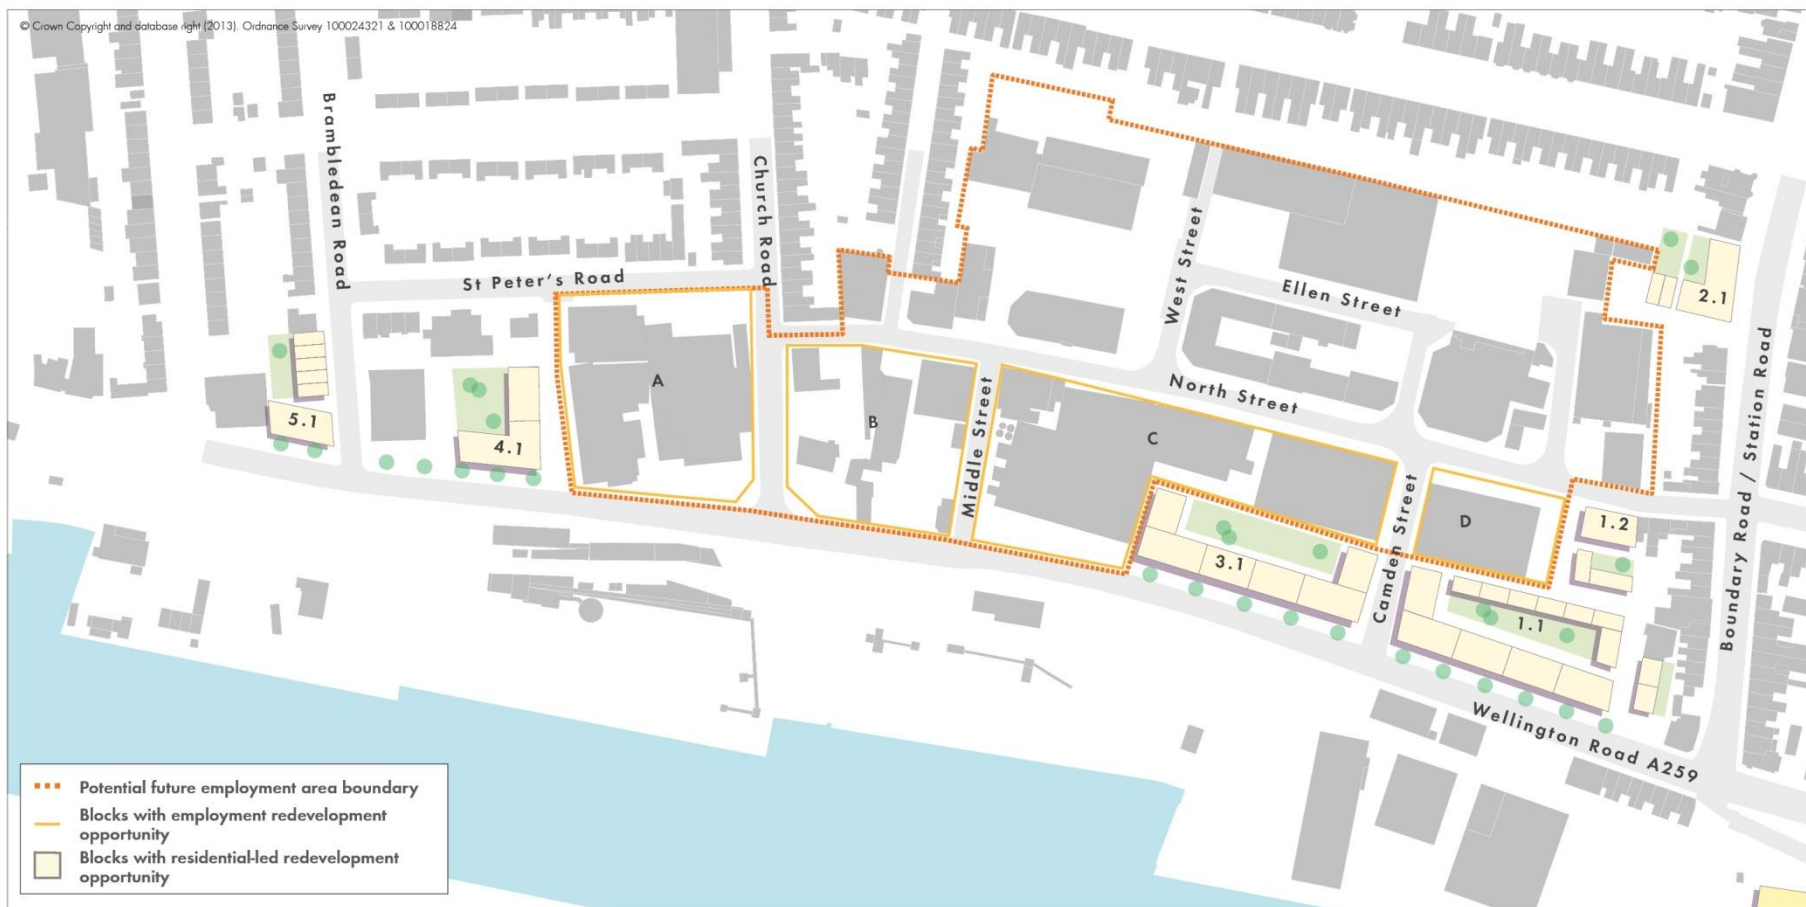 © Crown Copyright and database right (2013). Ordnance Survey 100024321 & 100018824
Brambledean Road
St Peter's Road
Church Road
West Street
Ellen Street
North Street
Middle Street
Camden Street
Boundary Road / Station Road
Wellington Road A259
A
B
C
D
5.1
4.1
3.1
1.1
1.2
2.1
Potential future employment area boundary
Blocks with employment redevelopment
opportunity
Blocks with residential-led redevelopment
opportunity